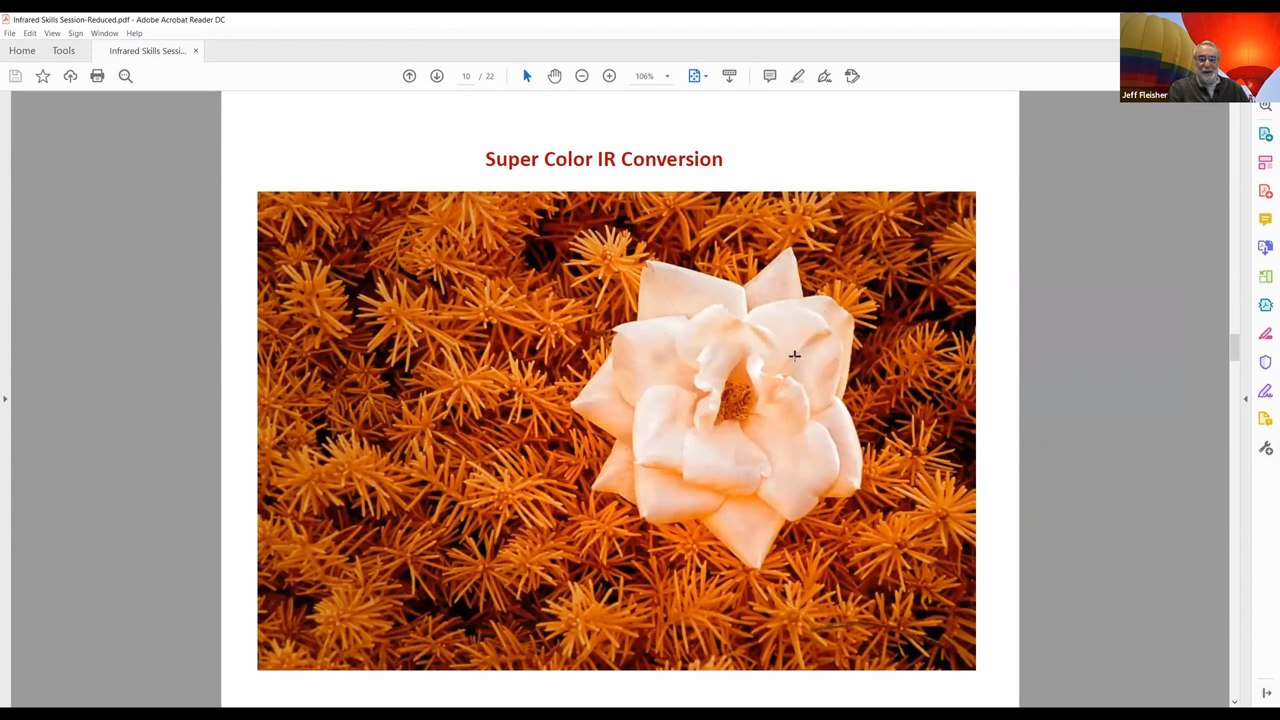 Infrared Skills Session-Reduced.pdf - Adobe Acrobat Reader DC
File Edit View Sign Window Help
Home Tools Infrared Skills Sessi... ×
10 / 22 106%
Jeff Fleisher
Super Color IR Conversion